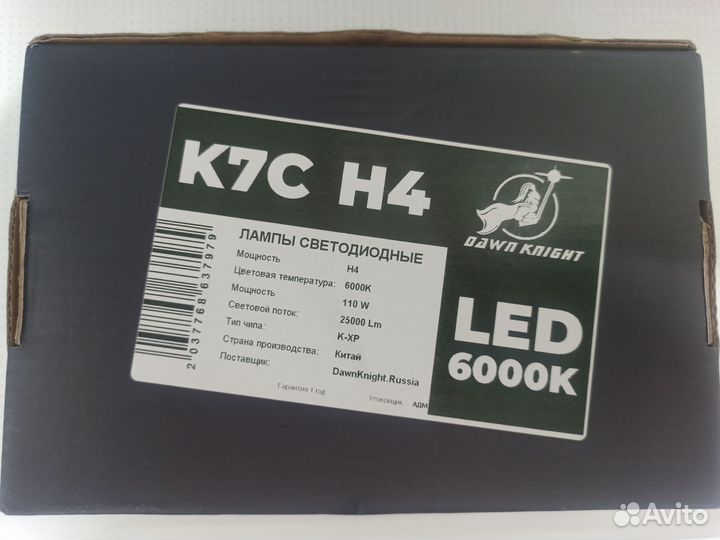 K7C H4
DAWN KNIGHT
ЛАМПЫ СВЕТОДИОДНЫЕ
Мощность H4
Цветовая температура: 6000K
Мощность 110 W
Световой поток: 25000 Lm
Тип чипа: K-XP
Страна производства: Китай
Поставщик: DawnKnight.Russia
Гарантия 1 год Упаковщик АДМ
2037768637979
LED
6000K
Avito